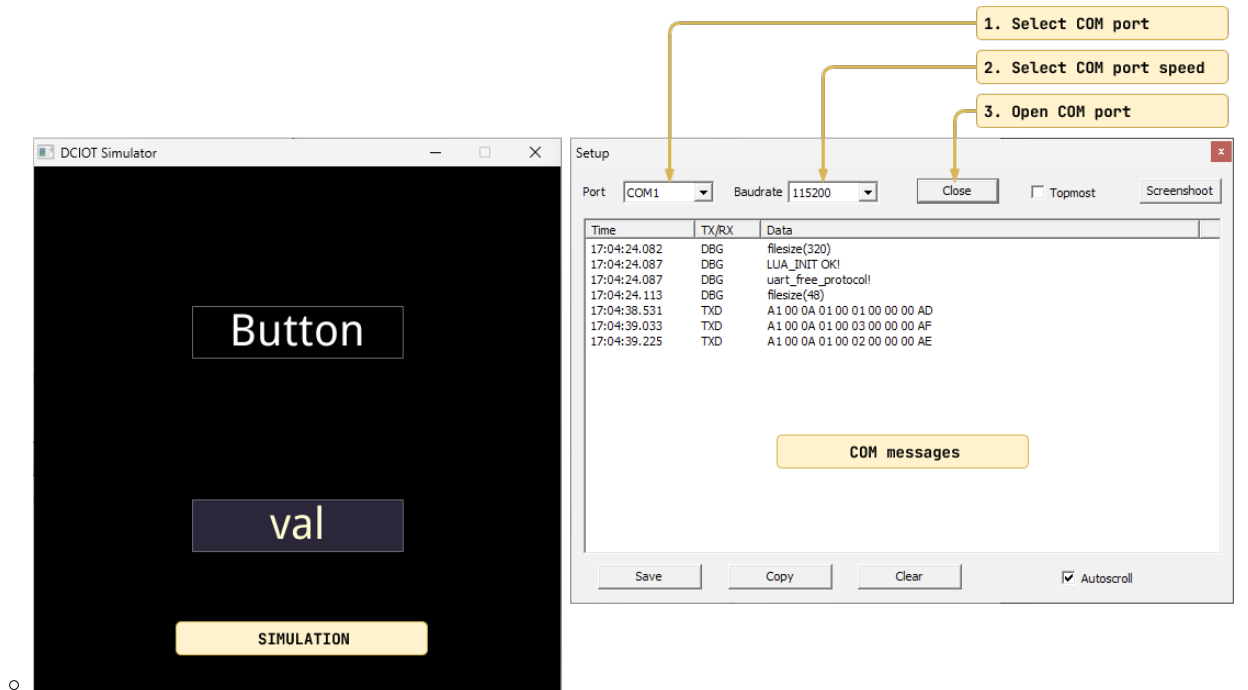 1. Select COM port
2. Select COM port speed
3. Open COM port
DCIOT Simulator
Button
val
SIMULATION
Setup
Port COM1 Baudrate 115200 Close Topmost Screenshoot
Time TX/RX Data
17:04:24.082 DBG filesize(320)
17:04:24.087 DBG LUA_INIT OK!
17:04:24.087 DBG uart_free_protocol!
17:04:24.113 DBG filesize(48)
17:04:38.531 TXD A1 00 0A 01 00 01 00 00 00 AD
17:04:39.033 TXD A1 00 0A 01 00 03 00 00 00 AF
17:04:39.225 TXD A1 00 0A 01 00 02 00 00 00 AE
COM messages
Save Copy Clear Autoscroll